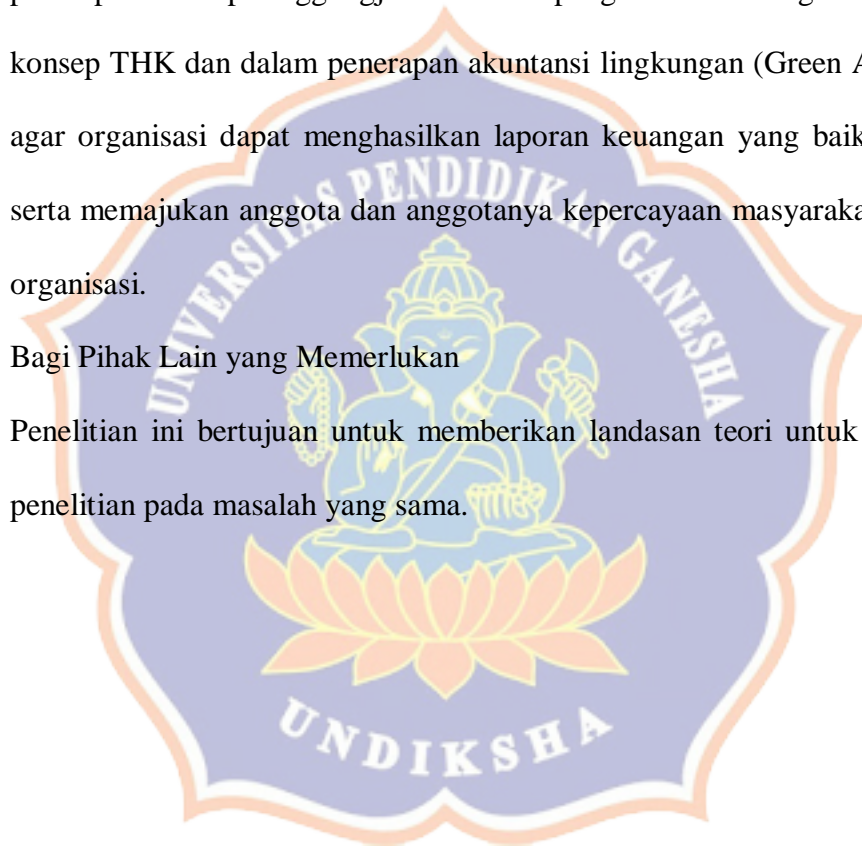 konsep THK dan dalam penerapan akuntansi lingkungan (Green A
agar organisasi dapat menghasilkan laporan keuangan yang baik
serta memajukan anggota dan anggotanya kepercayaan masyaraka
organisasi.
Bagi Pihak Lain yang Memerlukan
Penelitian ini bertujuan untuk memberikan landasan teori untuk
penelitian pada masalah yang sama.
UNIVERSITAS PENDIDIKAN GANESHA
UNDIKSHA